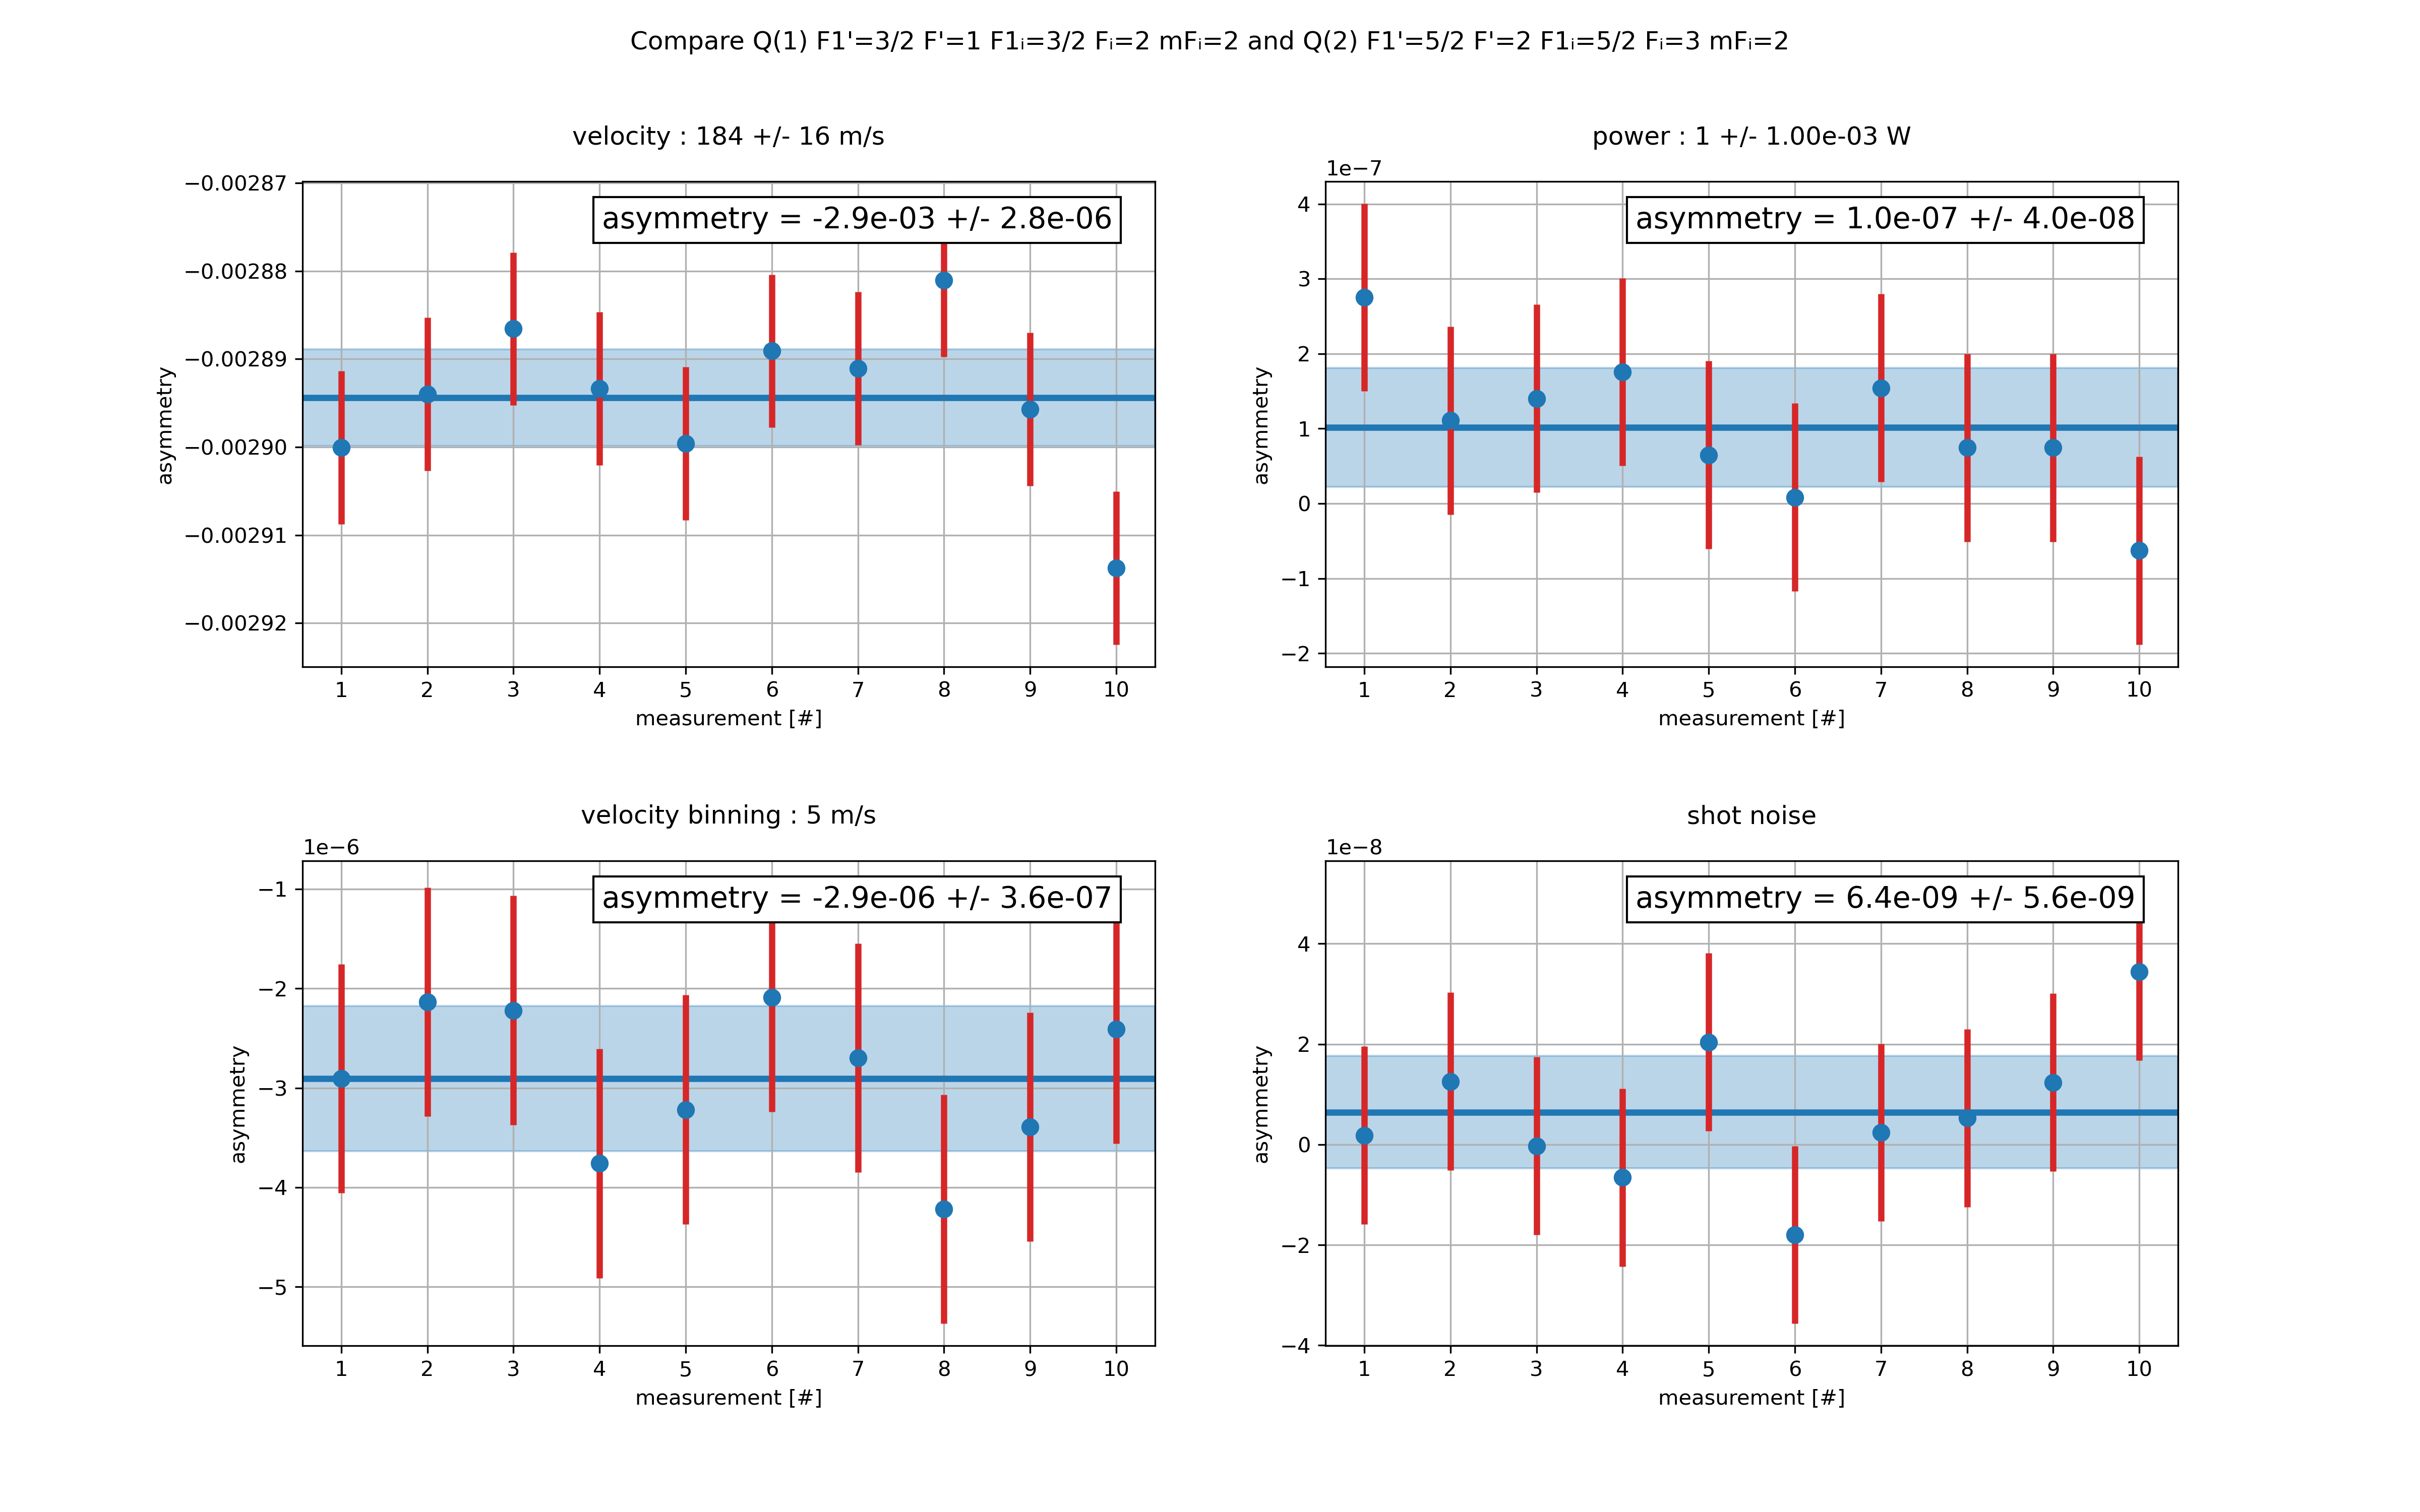 Compare Q(1) F1'=3/2 F'=1 F1ᵢ=3/2 Fᵢ=2 mFᵢ=2 and Q(2) F1'=5/2 F'=2 F1ᵢ=5/2 Fᵢ=3 mFᵢ=2
velocity : 184 +/- 16 m/s
−0.00287
−0.00288
−0.00289
−0.00290
−0.00291
−0.00292
asymmetry
asymmetry = -2.9e-03 +/- 2.8e-06
1 2 3 4 5 6 7 8 9 10
measurement [#]
power : 1 +/- 1.00e-03 W
1e−7
4
3
2
1
0
−1
−2
asymmetry
asymmetry = 1.0e-07 +/- 4.0e-08
1 2 3 4 5 6 7 8 9 10
measurement [#]
velocity binning : 5 m/s
1e−6
−1
−2
−3
−4
−5
asymmetry
asymmetry = -2.9e-06 +/- 3.6e-07
1 2 3 4 5 6 7 8 9 10
measurement [#]
shot noise
1e−8
4
2
0
−2
−4
asymmetry
asymmetry = 6.4e-09 +/- 5.6e-09
1 2 3 4 5 6 7 8 9 10
measurement [#]